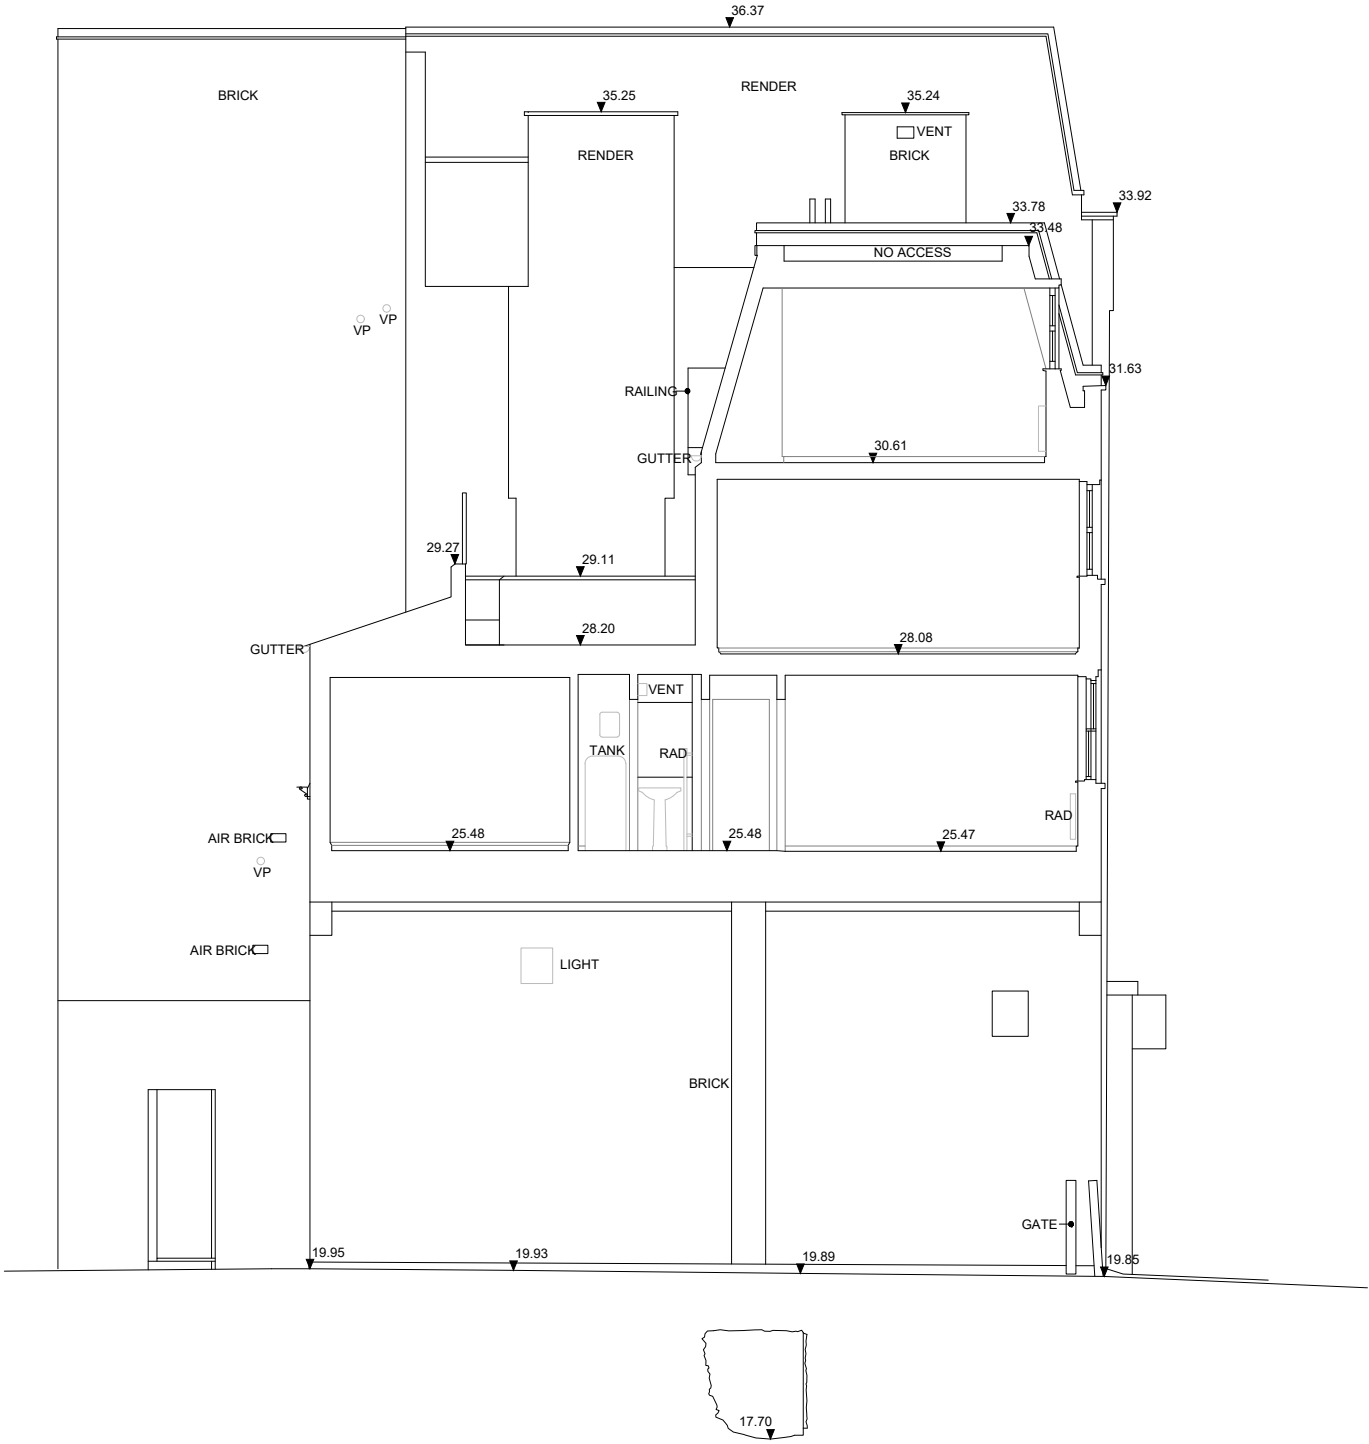 36.37
BRICK
RENDER
35.25
35.24
VENT
RENDER
BRICK
33.92
33.78
33.48
NO ACCESS
VP
VP
31.63
RAILING
30.61
GUTTER
29.27
29.11
28.20
28.08
GUTTER
VENT
TANK
RAD
RAD
25.48
25.48
25.47
AIR BRICK
VP
AIR BRICK
LIGHT
BRICK
GATE
19.95
19.93
19.89
19.85
17.70